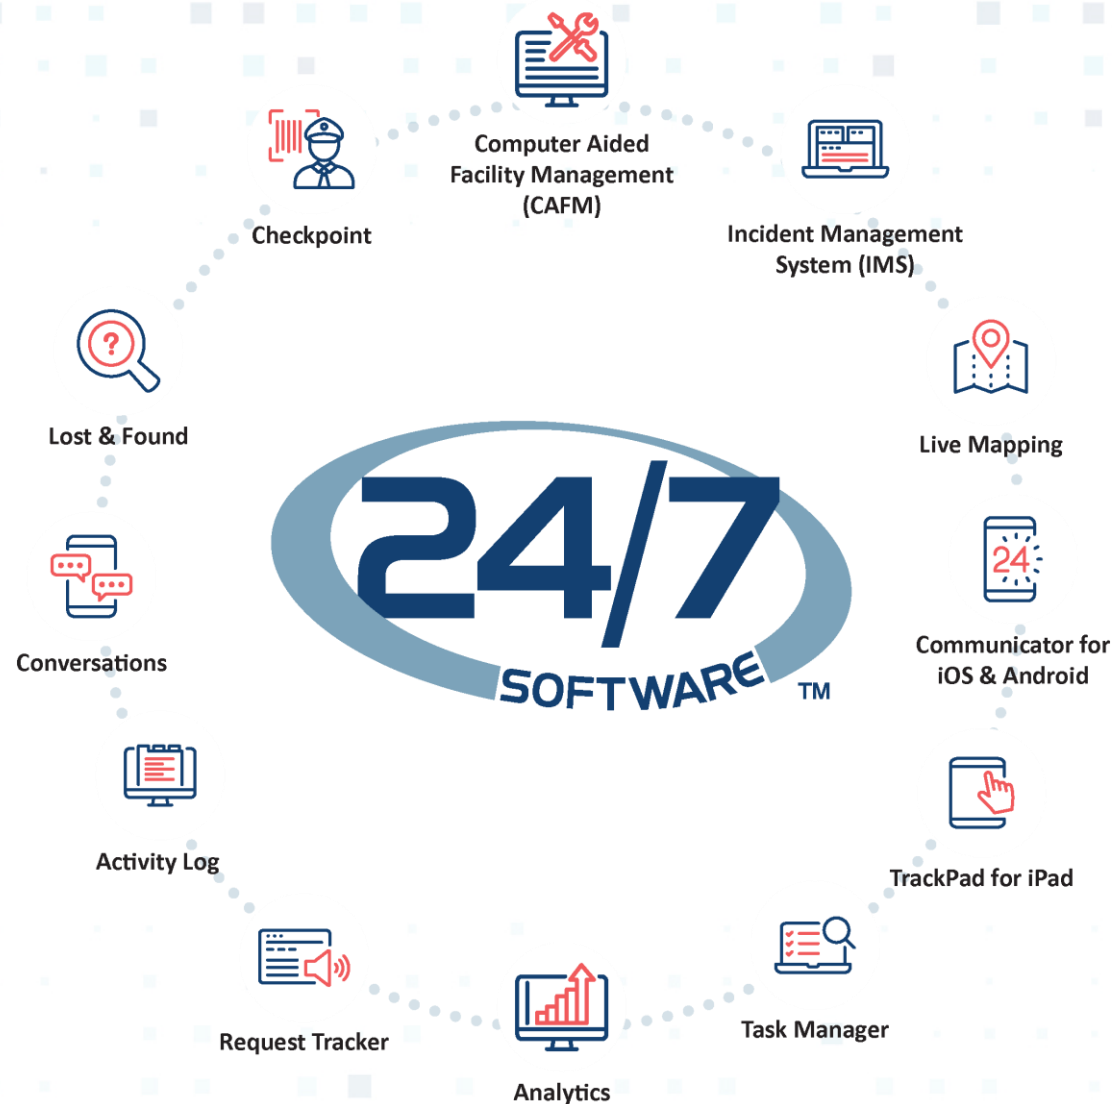 Computer Aided
Facility Management
(CAFM)
Checkpoint
Incident Management
System (IMS)
?
Lost & Found
Live Mapping
24/7
SOFTWARE
TM
24
Conversations
Communicator for
iOS & Android
Activity Log
TrackPad for iPad
Request Tracker
Task Manager
Analytics